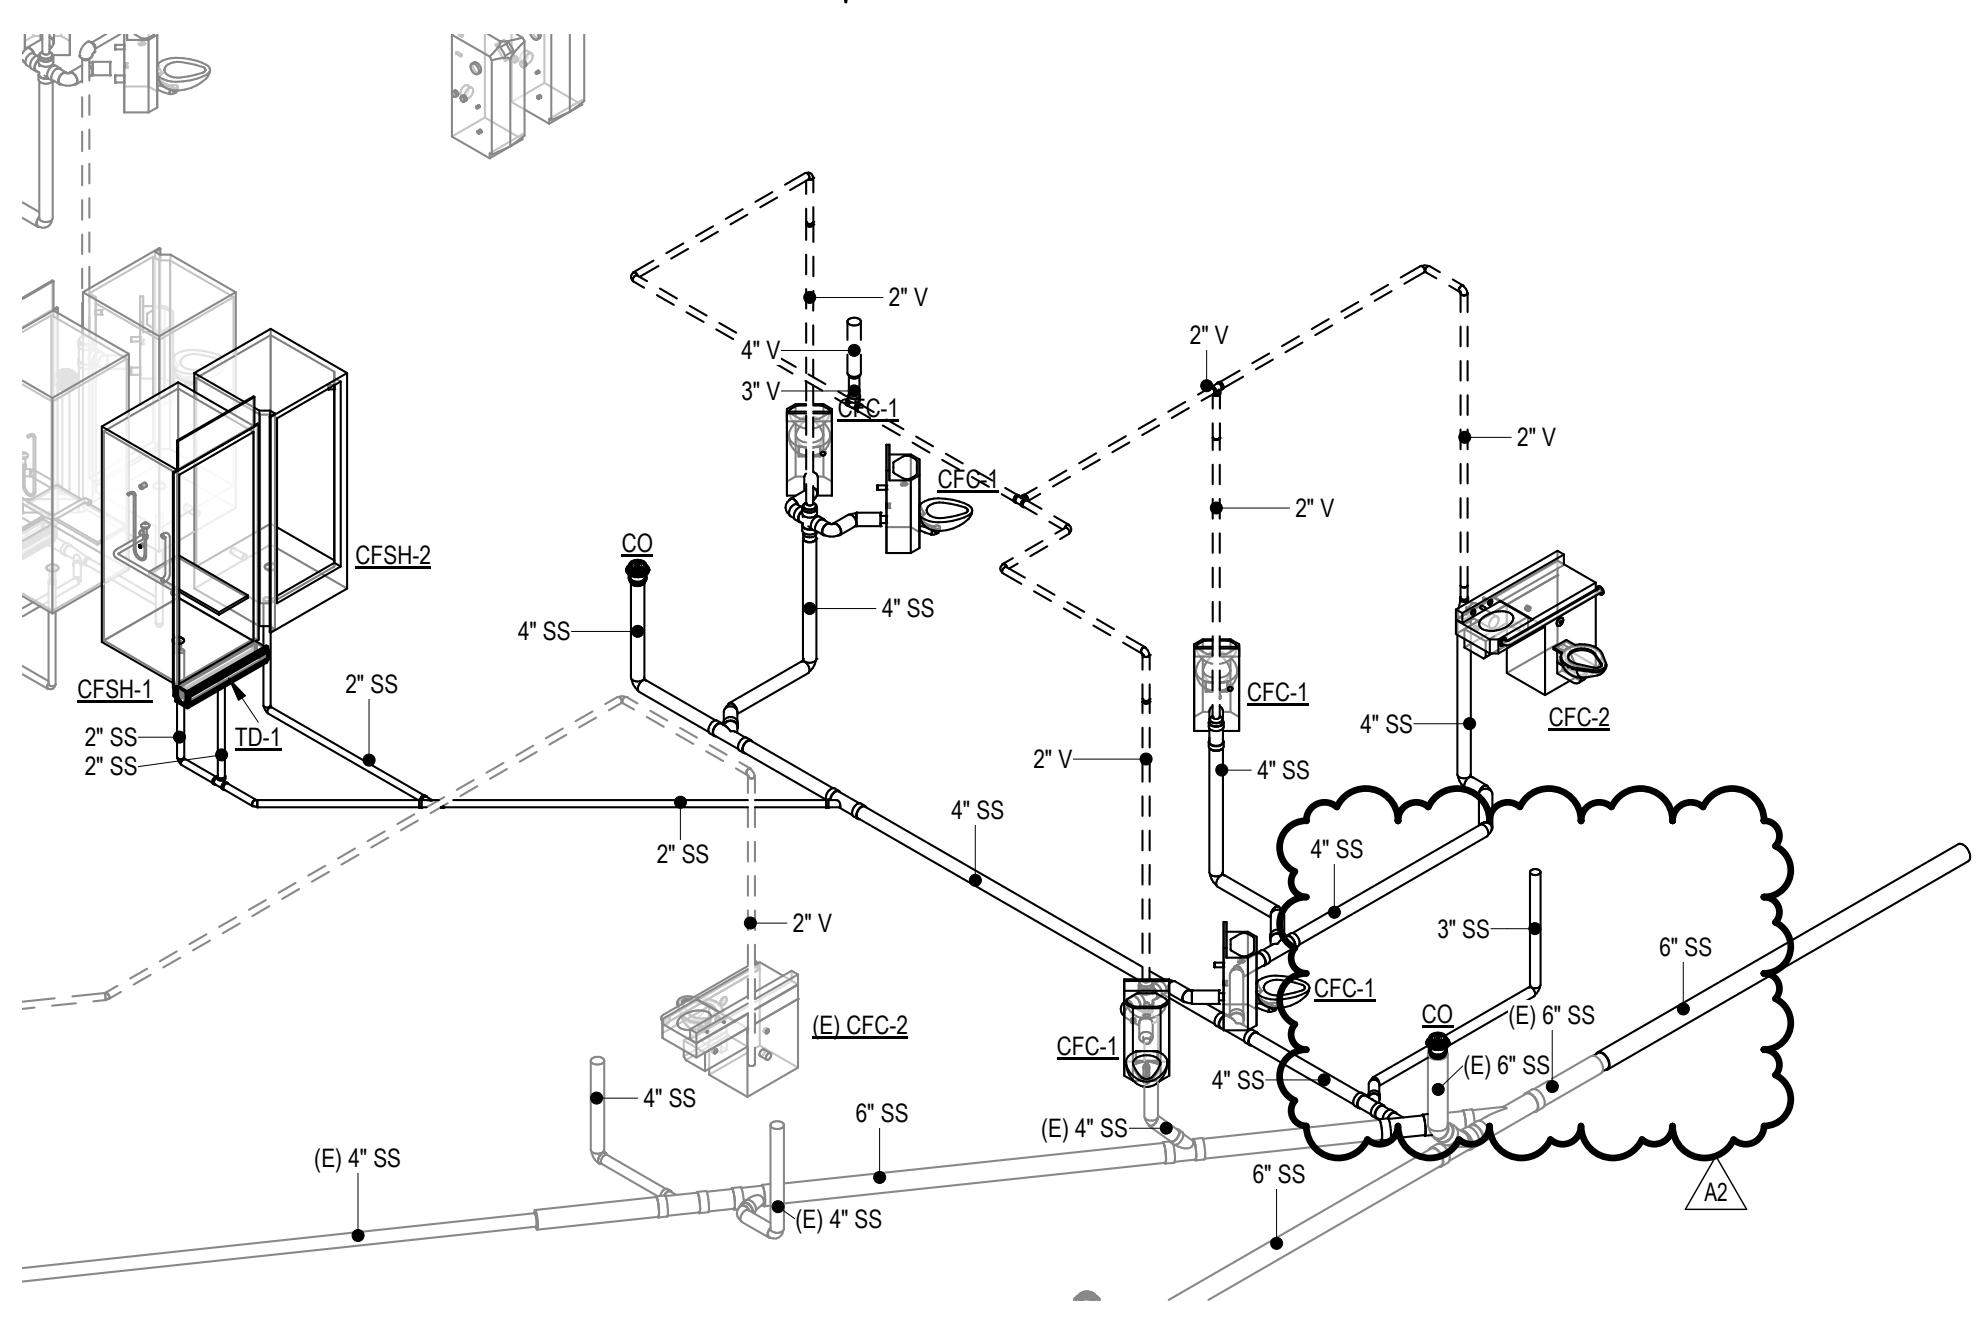 2" V
4" V
2" V
3" V
CFC-1
2" V
CFC-1
2" V
CO
CFSH-2
4" SS
4" SS
CFSH-1
2" SS
CFC-1
CFC-2
4" SS
2" SS
TD-1
2" SS
2" V
4" SS
4" SS
2" SS
4" SS
2" V
3" SS
6" SS
CFC-1
(E) CFC-2
CO
(E) 6" SS
CFC-1
(E) 6" SS
4" SS
4" SS
6" SS
(E) 4" SS
(E) 4" SS
6" SS
A2
(E) 4" SS